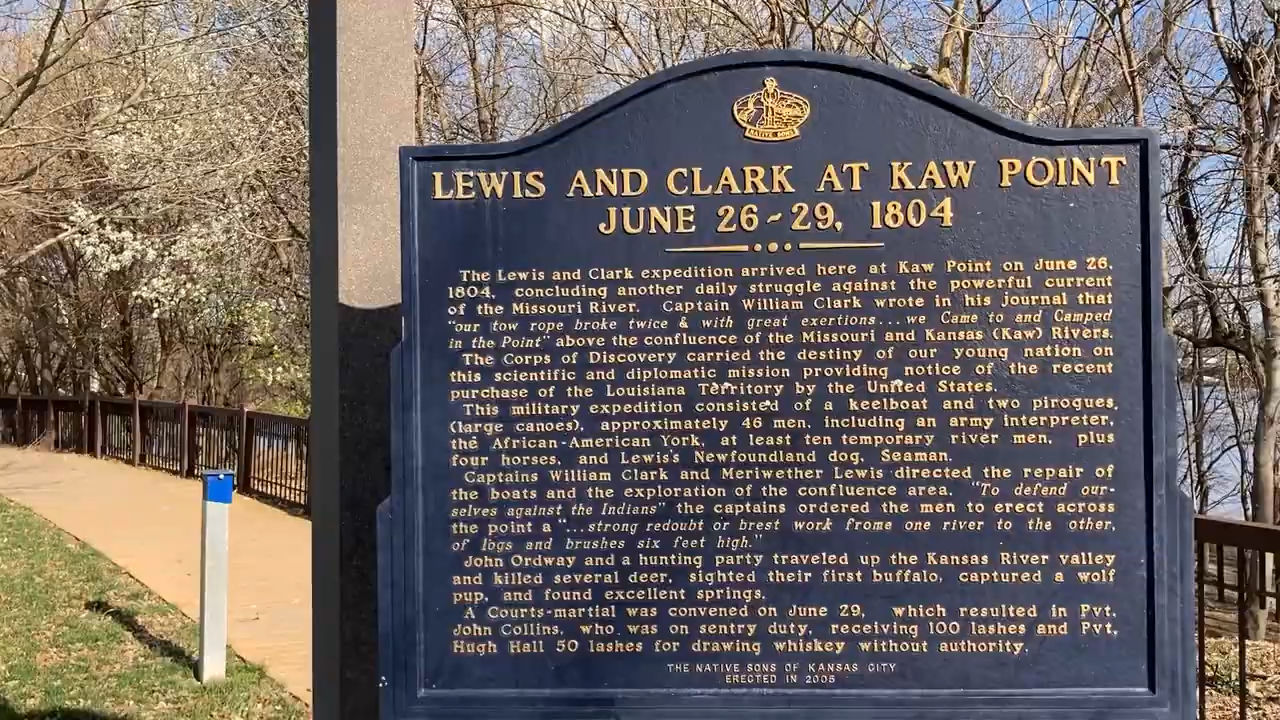 NATIVE SONS
LEWIS AND CLARK AT KAW POINT
JUNE 26-29, 1804
The Lewis and Clark expedition arrived here at Kaw Point on June 26,
1804, concluding another daily struggle against the powerful current
of the Missouri River. Captain William Clark wrote in his journal that
"our tow rope broke twice & with great exertions...we Came to and Camped
in the Point" above the confluence of the Missouri and Kansas (Kaw) Rivers.
The Corps of Discovery carried the destiny of our young nation on
this scientific and diplomatic mission providing notice of the recent
purchase of the Louisiana Territory by the United States.
This military expedition consisted of a keelboat and two pirogues,
(large canoes), approximately 46 men, including an army interpreter,
the African-American York, at least ten temporary river men, plus
four horses, and Lewis's Newfoundland dog, Seaman.
Captains William Clark and Meriwether Lewis directed the repair of
the boats and the exploration of the confluence area. "To defend our-
selves against the Indians" the captains ordered the men to erect across
the point a "...strong redoubt or brest work frome one river to the other,
of logs and brushes six feet high."
John Ordway and a hunting party traveled up the Kansas River valley
and killed several deer, sighted their first buffalo, captured a wolf
pup, and found excellent springs.
A Courts-martial was convened on June 29, which resulted in Pvt.
John Collins, who was on sentry duty, receiving 100 lashes and Pvt.
Hugh Hall 50 lashes for drawing whiskey without authority.
THE NATIVE SONS OF KANSAS CITY
ERECTED IN 2005